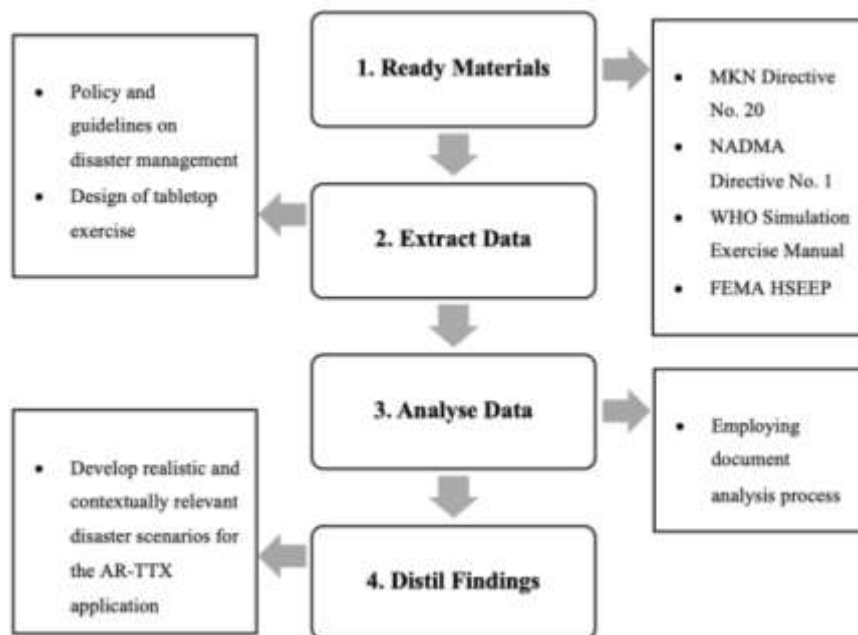 1. Ready Materials
• MKN Directive
No. 20
• NADMA
Directive No. 1
• WHO Simulation
Exercise Manual
• FEMA HSEEP
• Policy and
guidelines on
disaster management
• Design of tabletop
exercise
2. Extract Data
3. Analyse Data
• Employing
document
analysis process
• Develop realistic and
contextually relevant
disaster scenarios for
the AR-TTX
application
4. Distil Findings